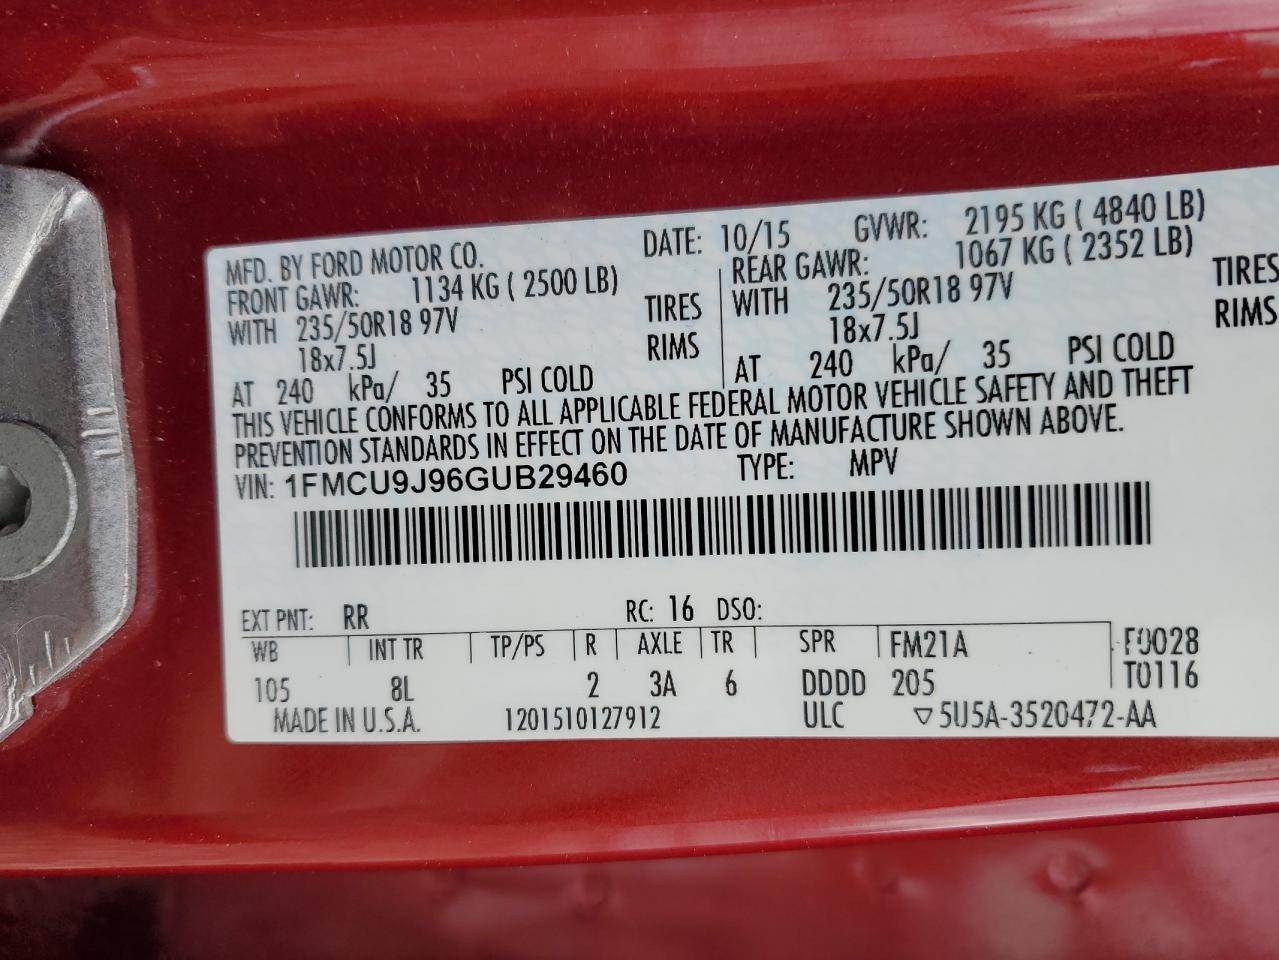 MFD. BY FORD MOTOR CO. DATE: 10/15 GVWR: 2195 KG ( 4840 LB)
FRONT GAWR: 1134 KG ( 2500 LB) REAR GAWR: 1067 KG ( 2352 LB)
WITH 235/50R18 97V TIRES WITH 235/50R18 97V TIRES
18x7.5J RIMS 18x7.5J RIMS
AT 240 kPa/ 35 PSI COLD AT 240 kPa/ 35 PSI COLD
THIS VEHICLE CONFORMS TO ALL APPLICABLE FEDERAL MOTOR VEHICLE SAFETY AND THEFT
PREVENTION STANDARDS IN EFFECT ON THE DATE OF MANUFACTURE SHOWN ABOVE.
VIN: 1FMCU9J96GUB29460 TYPE: MPV
EXT PNT: RR RC: 16 DSO:
WB INT TR TP/PS R AXLE TR SPR FM21A F0028
105 8L 2 3A 6 DDDD 205 T0116
MADE IN U.S.A. 1201510127912 ULC ▽5U5A-3520472-AA